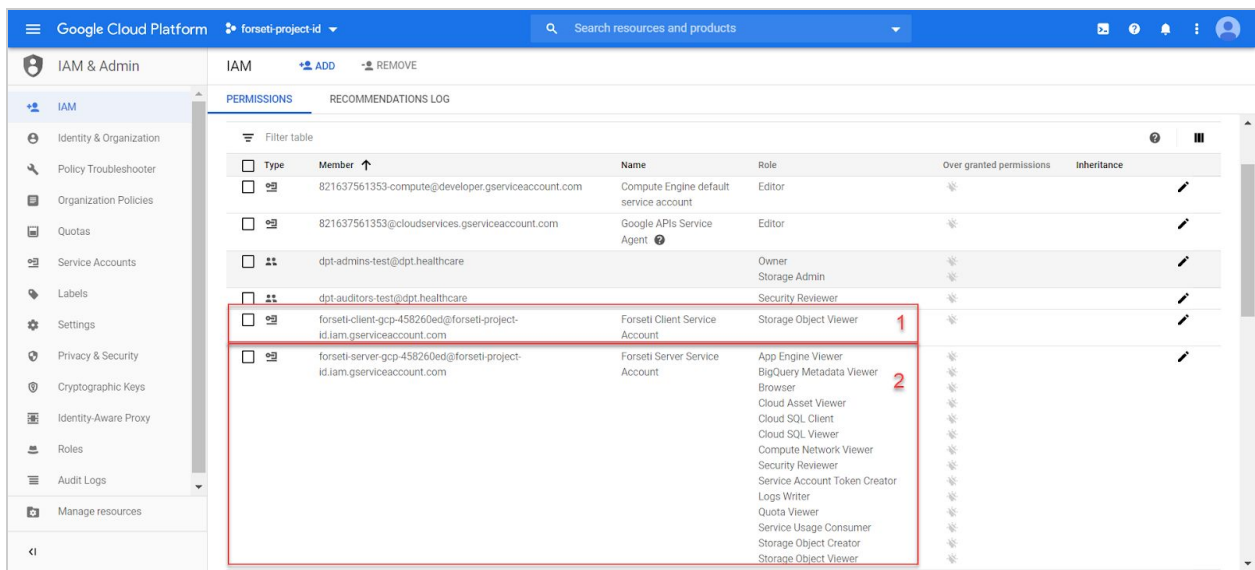 Google Cloud Platform forseti-project-id Search resources and products
IAM & Admin IAM ADD REMOVE
PERMISSIONS RECOMMENDATIONS LOG
IAM
Identity & Organization
Policy Troubleshooter
Organization Policies
Quotas
Service Accounts
Labels
Settings
Privacy & Security
Cryptographic Keys
Identity-Aware Proxy
Roles
Audit Logs
Manage resources
Filter table
Type Member Name Role Over granted permissions Inheritance
821637561353-compute@developer.gserviceaccount.com Compute Engine default Editor
service account
821637561353@cloudservices.gserviceaccount.com Google APIs Service Editor
Agent
dpt-admins-test@dpt.healthcare Owner
Storage Admin
dpt-auditors-test@dpt.healthcare Security Reviewer
forseti-client-gcp-458260ed@forseti-project- Forseti Client Service Storage Object Viewer 1
id.iam.gserviceaccount.com Account
forseti-server-gcp-458260ed@forseti-project- Forseti Server Service App Engine Viewer
id.iam.gserviceaccount.com Account BigQuery Metadata Viewer 2
Browser
Cloud Asset Viewer
Cloud SQL Client
Cloud SQL Viewer
Compute Network Viewer
Security Reviewer
Service Account Token Creator
Logs Writer
Quota Viewer
Service Usage Consumer
Storage Object Creator
Storage Object Viewer